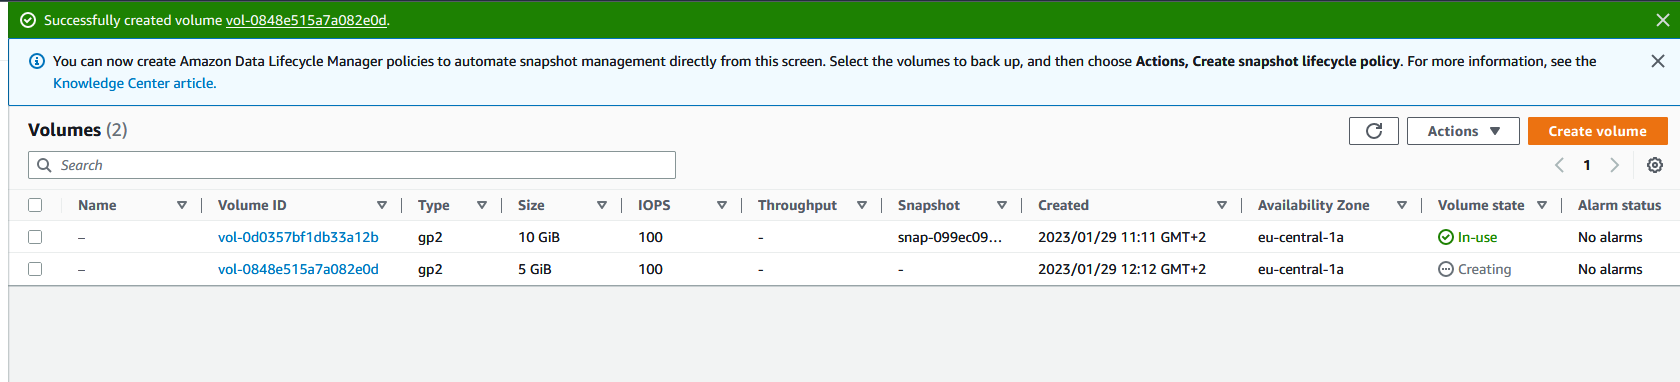 Successfully created volume vol-0848e515a7a082e0d.
You can now create Amazon Data Lifecycle Manager policies to automate snapshot management directly from this screen. Select the volumes to back up, and then choose Actions, Create snapshot lifecycle policy. For more information, see the
Knowledge Center article.
Volumes (2) Actions Create volume
Search 1
Name Volume ID Type Size IOPS Throughput Snapshot Created Availability Zone Volume state Alarm status
– vol-0d0357bf1db33a12b gp2 10 GiB 100 - snap-099ec09... 2023/01/29 11:11 GMT+2 eu-central-1a In-use No alarms
– vol-0848e515a7a082e0d gp2 5 GiB 100 - - 2023/01/29 12:12 GMT+2 eu-central-1a Creating No alarms